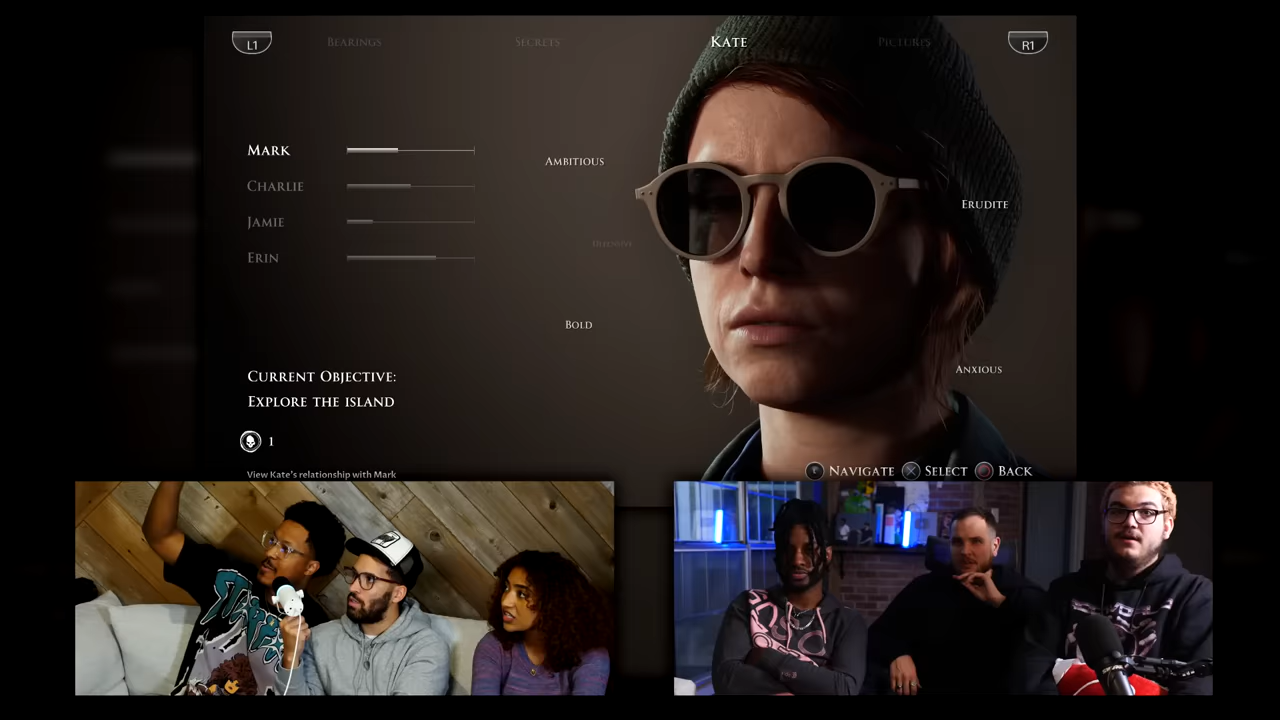 L1
BEARINGS
SECRETS
KATE
PICTURES
R1
MARK
CHARLIE
JAMIE
ERIN
AMBITIOUS
ERUDITE
BOLD
ANXIOUS
CURRENT OBJECTIVE:
EXPLORE THE ISLAND
1
View Kate's relationship with Mark
NAVIGATE
SELECT
BACK